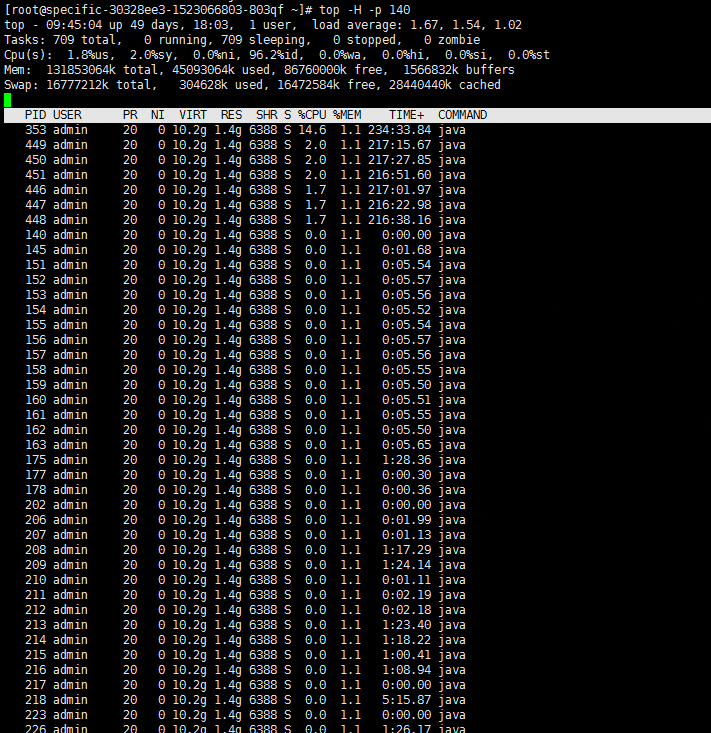 [root@specific-30328ee3-1523066803-803qf ~]# top -H -p 140
top - 09:45:04 up 49 days, 18:03,  1 user,  load average: 1.67, 1.54, 1.02
Tasks: 709 total,   0 running, 709 sleeping,   0 stopped,   0 zombie
Cpu(s):  1.8%us,  2.0%sy,  0.0%ni, 96.2%id,  0.0%wa,  0.0%hi,  0.0%si,  0.0%st
Mem:  131853064k total, 45093064k used, 86760000k free,  1566832k buffers
Swap: 16777212k total,   304628k used, 16472584k free, 28440440k cached
PID USER      PR  NI  VIRT  RES  SHR S %CPU %MEM    TIME+  COMMAND
353 admin     20   0 10.2g 1.4g 6388 S 14.6  1.1 234:33.84 java
449 admin     20   0 10.2g 1.4g 6388 S  2.0  1.1 217:15.67 java
450 admin     20   0 10.2g 1.4g 6388 S  2.0  1.1 217:27.85 java
451 admin     20   0 10.2g 1.4g 6388 S  2.0  1.1 216:51.60 java
446 admin     20   0 10.2g 1.4g 6388 S  1.7  1.1 217:01.97 java
447 admin     20   0 10.2g 1.4g 6388 S  1.7  1.1 216:22.98 java
448 admin     20   0 10.2g 1.4g 6388 S  1.7  1.1 216:38.16 java
140 admin     20   0 10.2g 1.4g 6388 S  0.0  1.1   0:00.00 java
145 admin     20   0 10.2g 1.4g 6388 S  0.0  1.1   0:01.68 java
151 admin     20   0 10.2g 1.4g 6388 S  0.0  1.1   0:05.54 java
152 admin     20   0 10.2g 1.4g 6388 S  0.0  1.1   0:05.57 java
153 admin     20   0 10.2g 1.4g 6388 S  0.0  1.1   0:05.56 java
154 admin     20   0 10.2g 1.4g 6388 S  0.0  1.1   0:05.52 java
155 admin     20   0 10.2g 1.4g 6388 S  0.0  1.1   0:05.54 java
156 admin     20   0 10.2g 1.4g 6388 S  0.0  1.1   0:05.57 java
157 admin     20   0 10.2g 1.4g 6388 S  0.0  1.1   0:05.56 java
158 admin     20   0 10.2g 1.4g 6388 S  0.0  1.1   0:05.55 java
159 admin     20   0 10.2g 1.4g 6388 S  0.0  1.1   0:05.50 java
160 admin     20   0 10.2g 1.4g 6388 S  0.0  1.1   0:05.51 java
161 admin     20   0 10.2g 1.4g 6388 S  0.0  1.1   0:05.55 java
162 admin     20   0 10.2g 1.4g 6388 S  0.0  1.1   0:05.50 java
163 admin     20   0 10.2g 1.4g 6388 S  0.0  1.1   0:05.65 java
175 admin     20   0 10.2g 1.4g 6388 S  0.0  1.1   1:28.36 java
177 admin     20   0 10.2g 1.4g 6388 S  0.0  1.1   0:00.30 java
178 admin     20   0 10.2g 1.4g 6388 S  0.0  1.1   0:00.36 java
202 admin     20   0 10.2g 1.4g 6388 S  0.0  1.1   0:00.00 java
206 admin     20   0 10.2g 1.4g 6388 S  0.0  1.1   0:01.99 java
207 admin     20   0 10.2g 1.4g 6388 S  0.0  1.1   0:01.13 java
208 admin     20   0 10.2g 1.4g 6388 S  0.0  1.1   1:17.29 java
209 admin     20   0 10.2g 1.4g 6388 S  0.0  1.1   1:24.14 java
210 admin     20   0 10.2g 1.4g 6388 S  0.0  1.1   0:01.11 java
211 admin     20   0 10.2g 1.4g 6388 S  0.0  1.1   0:02.19 java
212 admin     20   0 10.2g 1.4g 6388 S  0.0  1.1   0:02.18 java
213 admin     20   0 10.2g 1.4g 6388 S  0.0  1.1   1:23.40 java
214 admin     20   0 10.2g 1.4g 6388 S  0.0  1.1   1:18.22 java
215 admin     20   0 10.2g 1.4g 6388 S  0.0  1.1   1:00.41 java
216 admin     20   0 10.2g 1.4g 6388 S  0.0  1.1   1:08.94 java
217 admin     20   0 10.2g 1.4g 6388 S  0.0  1.1   0:00.00 java
218 admin     20   0 10.2g 1.4g 6388 S  0.0  1.1   5:15.87 java
223 admin     20   0 10.2g 1.4g 6388 S  0.0  1.1   0:00.00 java
226 admin     20   0 10.2g 1.4g 6388 S  0.0  1.1   1:26.17 java